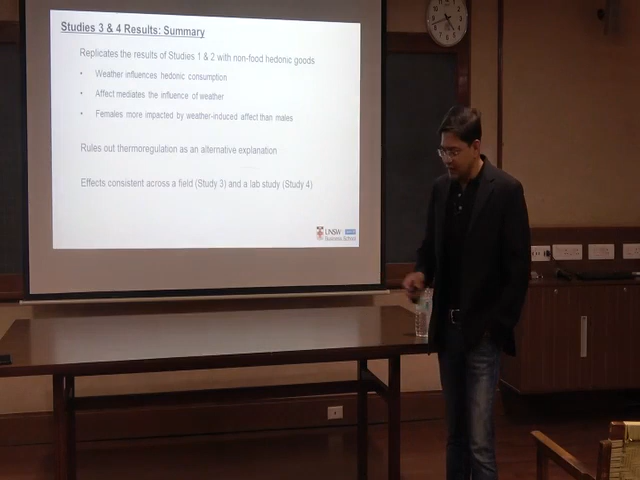 Studies 3 & 4 Results: Summary
Replicates the results of Studies 1 & 2 with non-food hedonic goods
• Weather influences hedonic consumption
• Affect mediates the influence of weather
• Females more impacted by weather-induced affect than males
Rules out thermoregulation as an alternative explanation
Effects consistent across a field (Study 3) and a lab study (Study 4)
UNSW
Business School